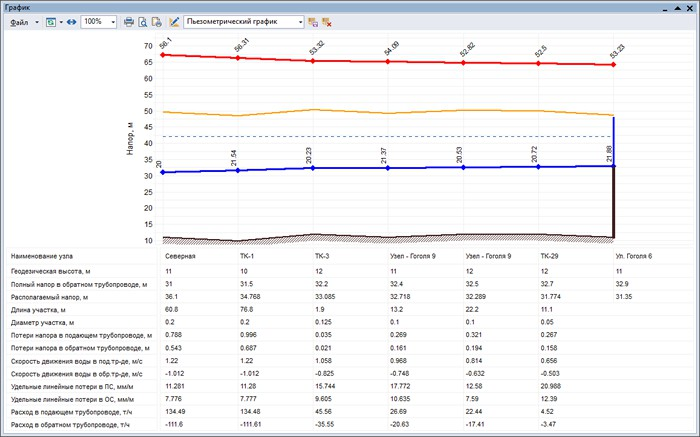 График
Файл 100% Пьезометрический график
Напор, м
70
65
60
55
50
45
40
35
30
25
20
15
10
56.1 56.31 53.32 54.09 52.82 52.5 53.23
20 21.54 20.23 21.37 20.53 20.72 21.88
Наименование узла Северная ТК-1 ТК-3 Узел - Гоголя 9 Узел - Гоголя 9 ТК-29 Ул. Гоголя 6
Геодезическая высота, м 11 10 12 11 12 12 11
Полный напор в обратном трубопроводе, м 31 31.5 32.2 32.4 32.5 32.7 32.9
Располагаемый напор, м 36.1 34.768 33.085 32.718 32.289 31.774 31.35
Длина участка, м 60.8 76.8 1.9 13.2 22.2 11.1
Диаметр участка, м 0.2 0.2 0.125 0.1 0.1 0.05
Потери напора в подающем трубопроводе, м 0.788 0.996 0.035 0.269 0.321 0.267
Потери напора в обратном трубопроводе, м 0.543 0.687 0.021 0.161 0.194 0.158
Скорость движения воды в под.тр-де, м/с 1.22 1.22 1.058 0.968 0.814 0.656
Скорость движения воды в обр.тр-де, м/с -1.012 -1.012 -0.825 -0.748 -0.632 -0.503
Удельные линейные потери в ПС, мм/м 11.281 11.28 15.744 17.772 12.58 20.988
Удельные линейные потери в ОС, мм/м 7.776 7.777 9.605 10.635 7.59 12.39
Расход в подающем трубопроводе, т/ч 134.49 134.48 45.56 26.69 22.44 4.52
Расход в обратном трубопроводе, т/ч -111.6 -111.61 -35.55 -20.63 -17.41 -3.47